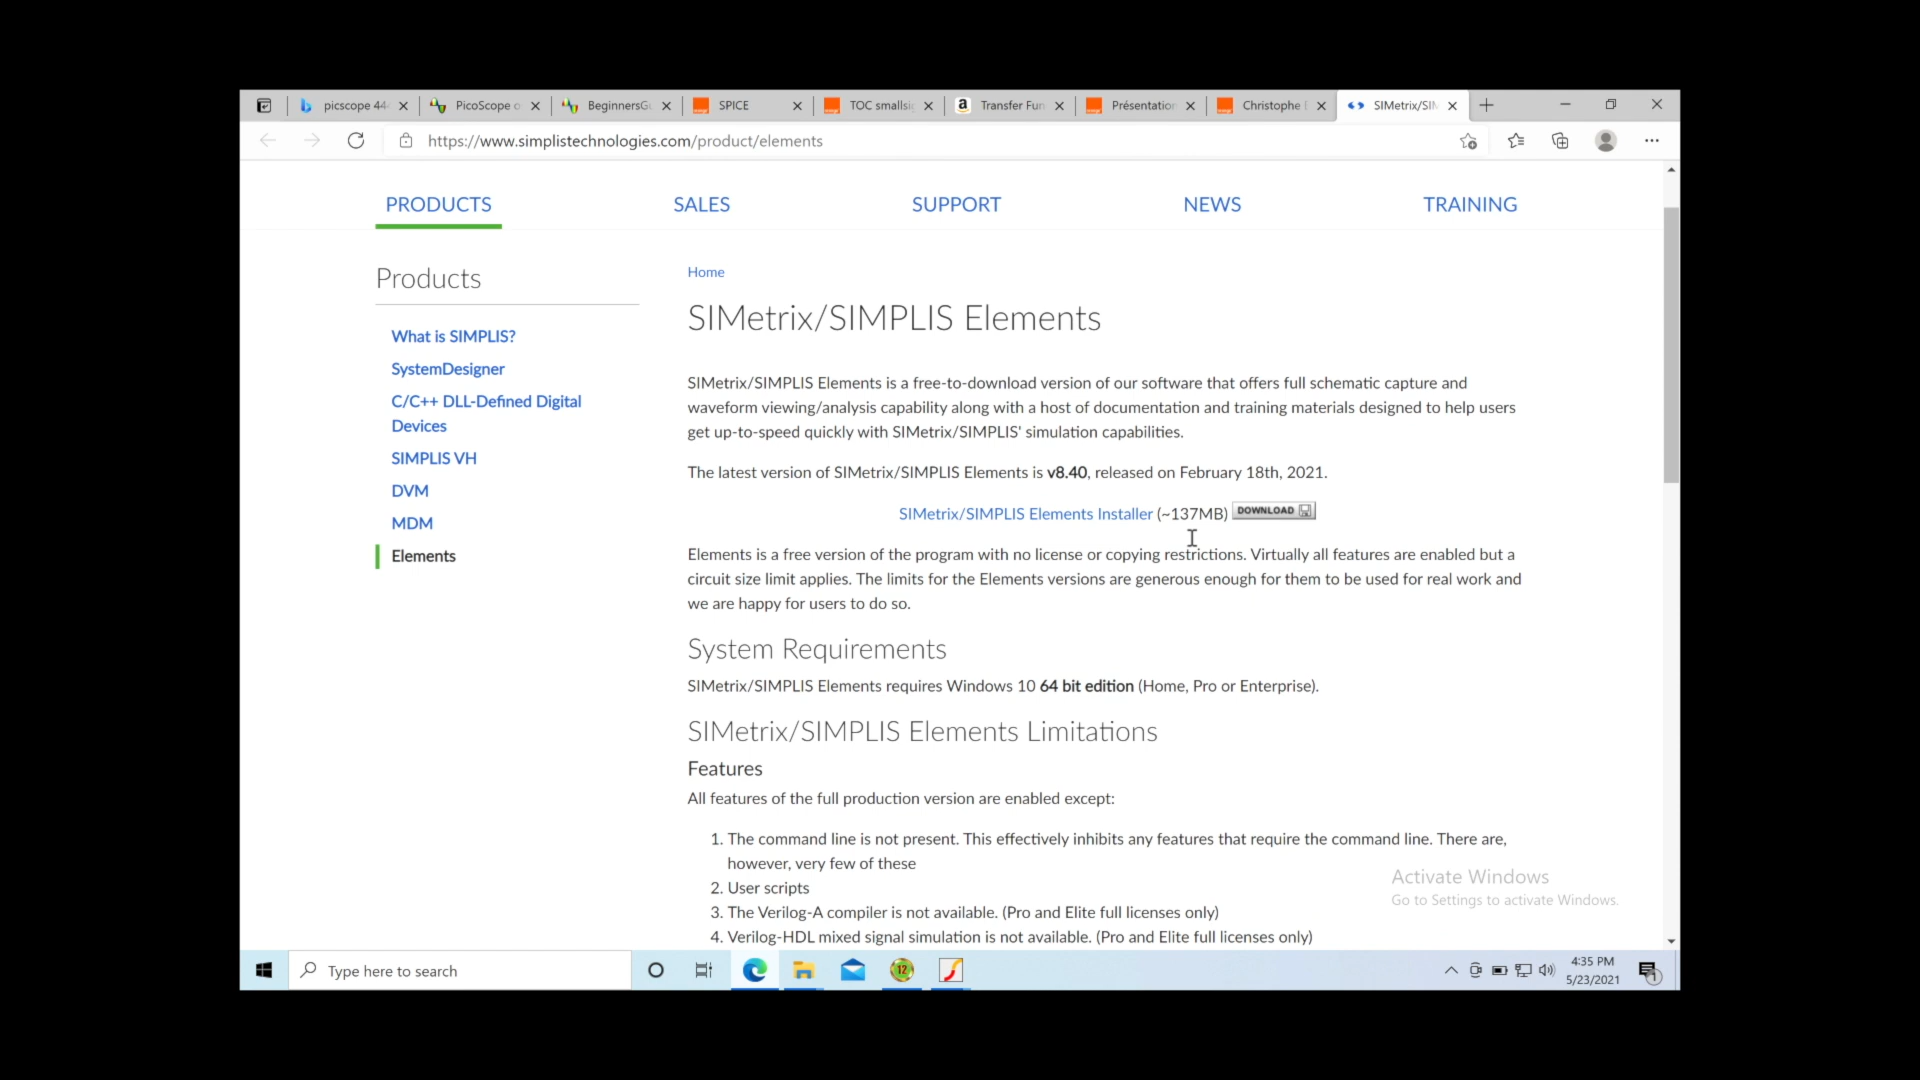 picscope 44
PicoScope o
BeginnersG
SPICE
TOC smallsi
a Transfer Fun
Présentation
Christophe
SIMetrix/SIM
https://www.simplistechnologies.com/product/elements
PRODUCTS SALES SUPPORT NEWS TRAINING
Products
What is SIMPLIS?
SystemDesigner
C/C++ DLL-Defined Digital
Devices
SIMPLIS VH
DVM
MDM
Elements
Home
SIMetrix/SIMPLIS Elements
SIMetrix/SIMPLIS Elements is a free-to-download version of our software that offers full schematic capture and
waveform viewing/analysis capability along with a host of documentation and training materials designed to help users
get up-to-speed quickly with SIMetrix/SIMPLIS' simulation capabilities.
The latest version of SIMetrix/SIMPLIS Elements is v8.40, released on February 18th, 2021.
SIMetrix/SIMPLIS Elements Installer (~137MB) DOWNLOAD
Elements is a free version of the program with no license or copying restrictions. Virtually all features are enabled but a
circuit size limit applies. The limits for the Elements versions are generous enough for them to be used for real work and
we are happy for users to do so.
System Requirements
SIMetrix/SIMPLIS Elements requires Windows 10 64 bit edition (Home, Pro or Enterprise).
SIMetrix/SIMPLIS Elements Limitations
Features
All features of the full production version are enabled except:
1. The command line is not present. This effectively inhibits any features that require the command line. There are,
however, very few of these
2. User scripts
3. The Verilog-A compiler is not available. (Pro and Elite full licenses only)
4. Verilog-HDL mixed signal simulation is not available. (Pro and Elite full licenses only)
Activate Windows
Go to Settings to activate Windows.
Type here to search
12
4:35 PM
5/23/2021
1